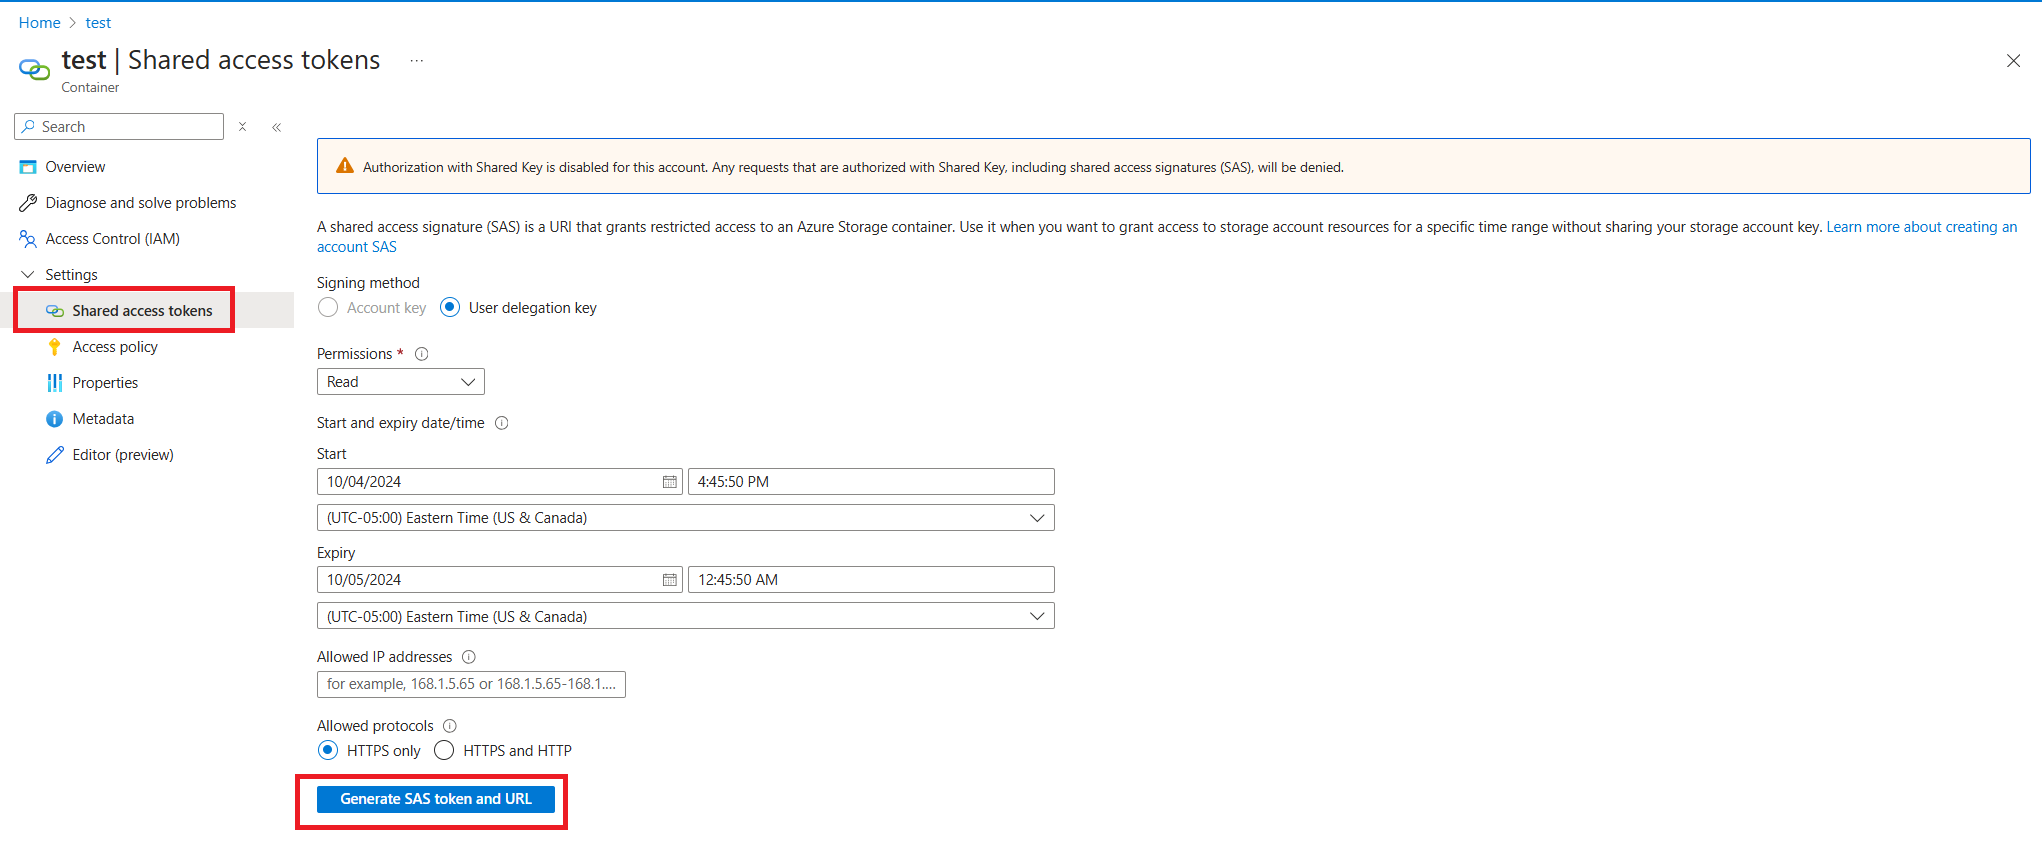 Home > test
test | Shared access tokens ...
Container
Search
Overview
Diagnose and solve problems
Access Control (IAM)
Settings
Shared access tokens
Access policy
Properties
Metadata
Editor (preview)
Authorization with Shared Key is disabled for this account. Any requests that are authorized with Shared Key, including shared access signatures (SAS), will be denied.
A shared access signature (SAS) is a URI that grants restricted access to an Azure Storage container. Use it when you want to grant access to storage account resources for a specific time range without sharing your storage account key. Learn more about creating an
account SAS
Signing method
Account key User delegation key
Permissions *
Read
Start and expiry date/time
Start
10/04/2024 4:45:50 PM
(UTC-05:00) Eastern Time (US & Canada)
Expiry
10/05/2024 12:45:50 AM
(UTC-05:00) Eastern Time (US & Canada)
Allowed IP addresses
for example, 168.1.5.65 or 168.1.5.65-168.1....
Allowed protocols
HTTPS only HTTPS and HTTP
Generate SAS token and URL